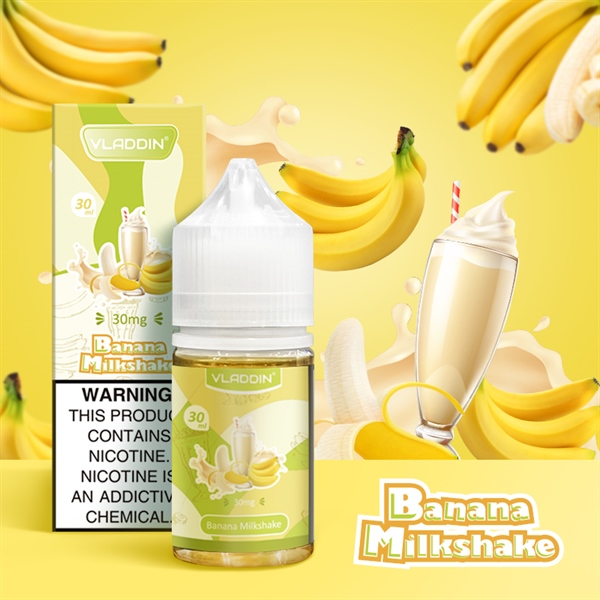 VLADDIN®
30
ml
30mg
Banana
Milkshake
WARNING
THIS PRODUC
CONTAINS
NICOTINE.
NICOTINE IS
AN ADDICTIV
CHEMICAL.
VLADDIN®
30
ml
30mg
Banana Milkshake
Banana
Milkshake